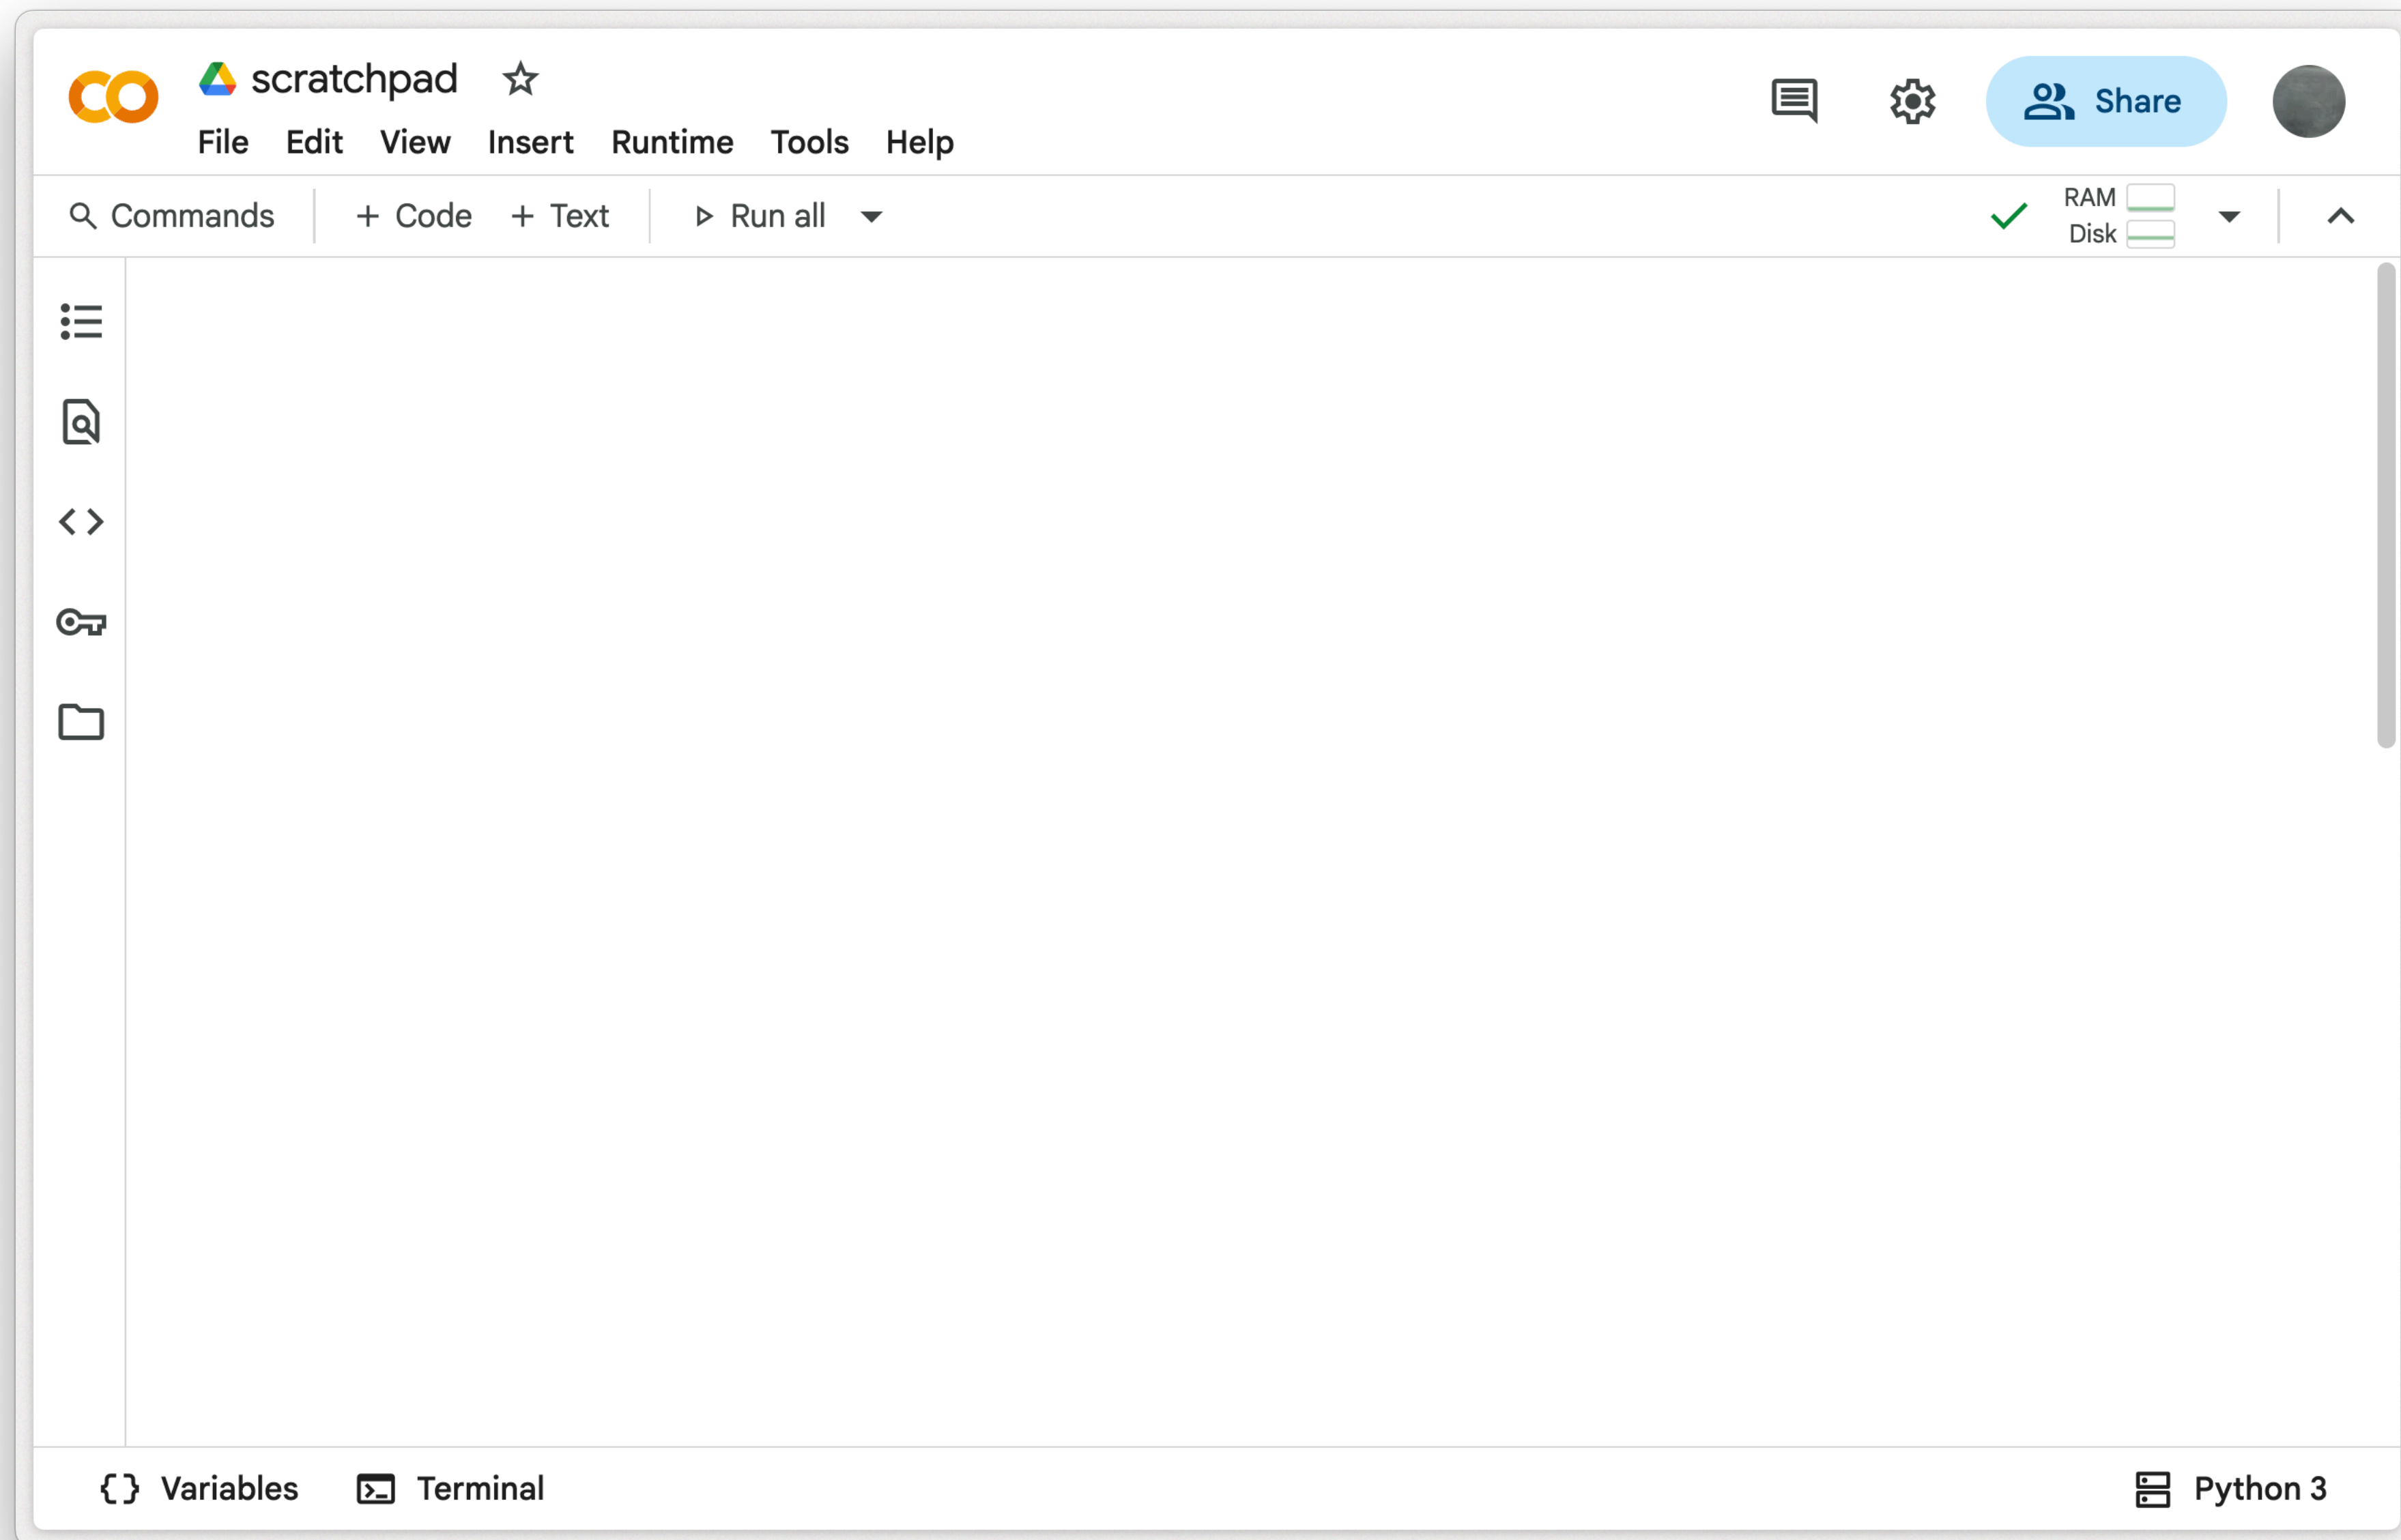 scratchpad
File Edit View Insert Runtime Tools Help
Share
Commands + Code + Text Run all
RAM
Disk
Variables Terminal
Python 3